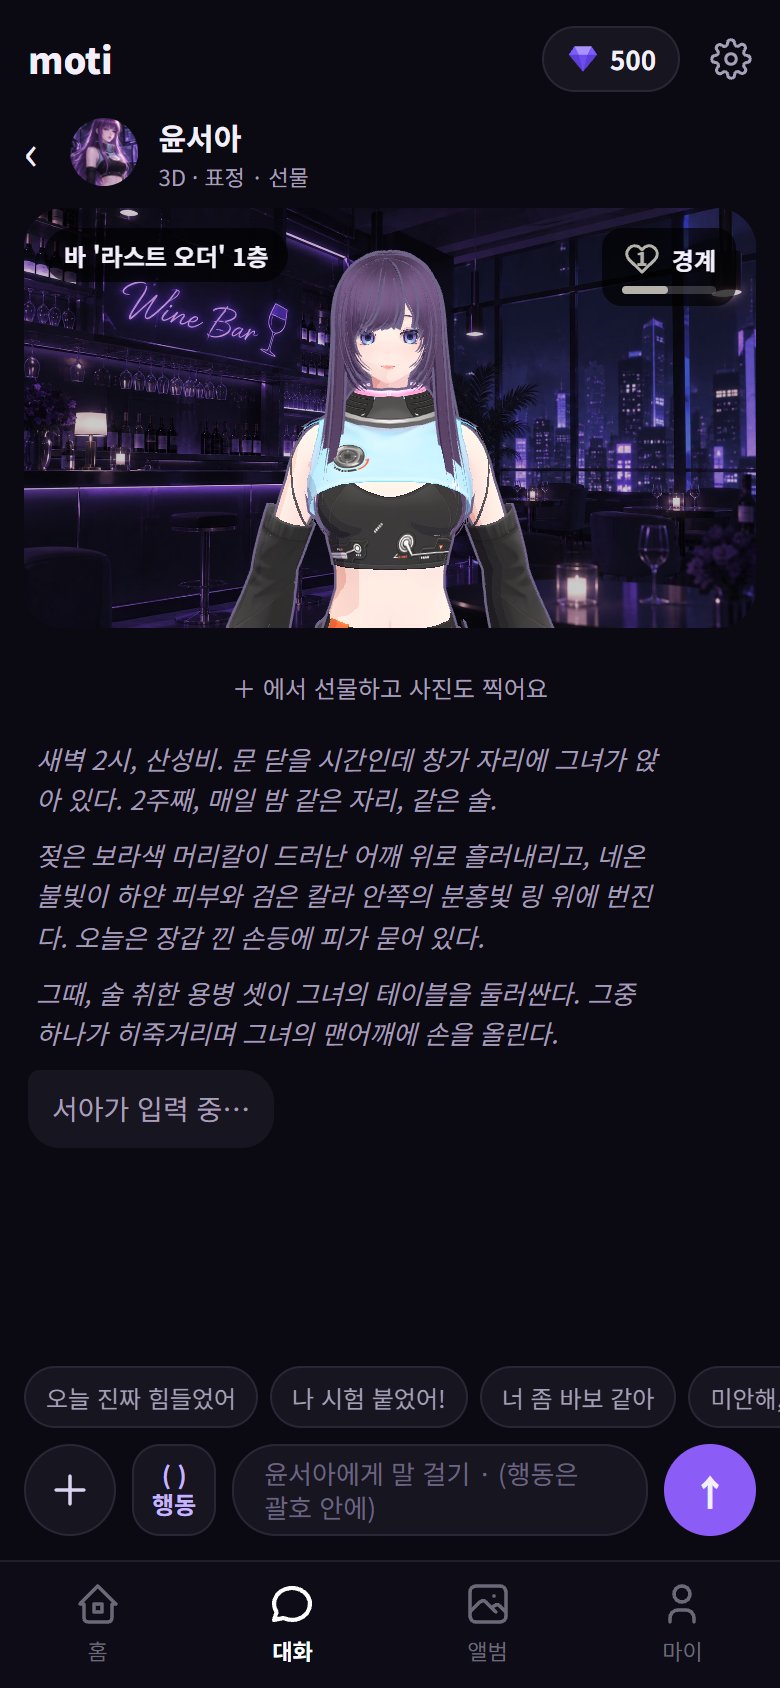 moti
500
윤서아
3D · 표정 · 선물
바 '라스트 오더' 1층
1 경계
Wine Bar
+ 에서 선물하고 사진도 찍어요
새벽 2시, 산성비. 문 닫을 시간인데 창가 자리에 그녀가 앉
아 있다. 2주째, 매일 밤 같은 자리, 같은 술.
젖은 보라색 머리칼이 드러난 어깨 위로 흘러내리고, 네온
불빛이 하얀 피부와 검은 칼라 안쪽의 분홍빛 링 위에 번진
다. 오늘은 장갑 낀 손등에 피가 묻어 있다.
그때, 술 취한 용병 셋이 그녀의 테이블을 둘러싼다. 그중
하나가 히죽거리며 그녀의 맨어깨에 손을 올린다.
서아가 입력 중…
오늘 진짜 힘들었어
나 시험 붙었어!
너 좀 바보 같아
미안해,
( )
행동
윤서아에게 말 걸기 · (행동은
괄호 안에)
홈
대화
앨범
마이